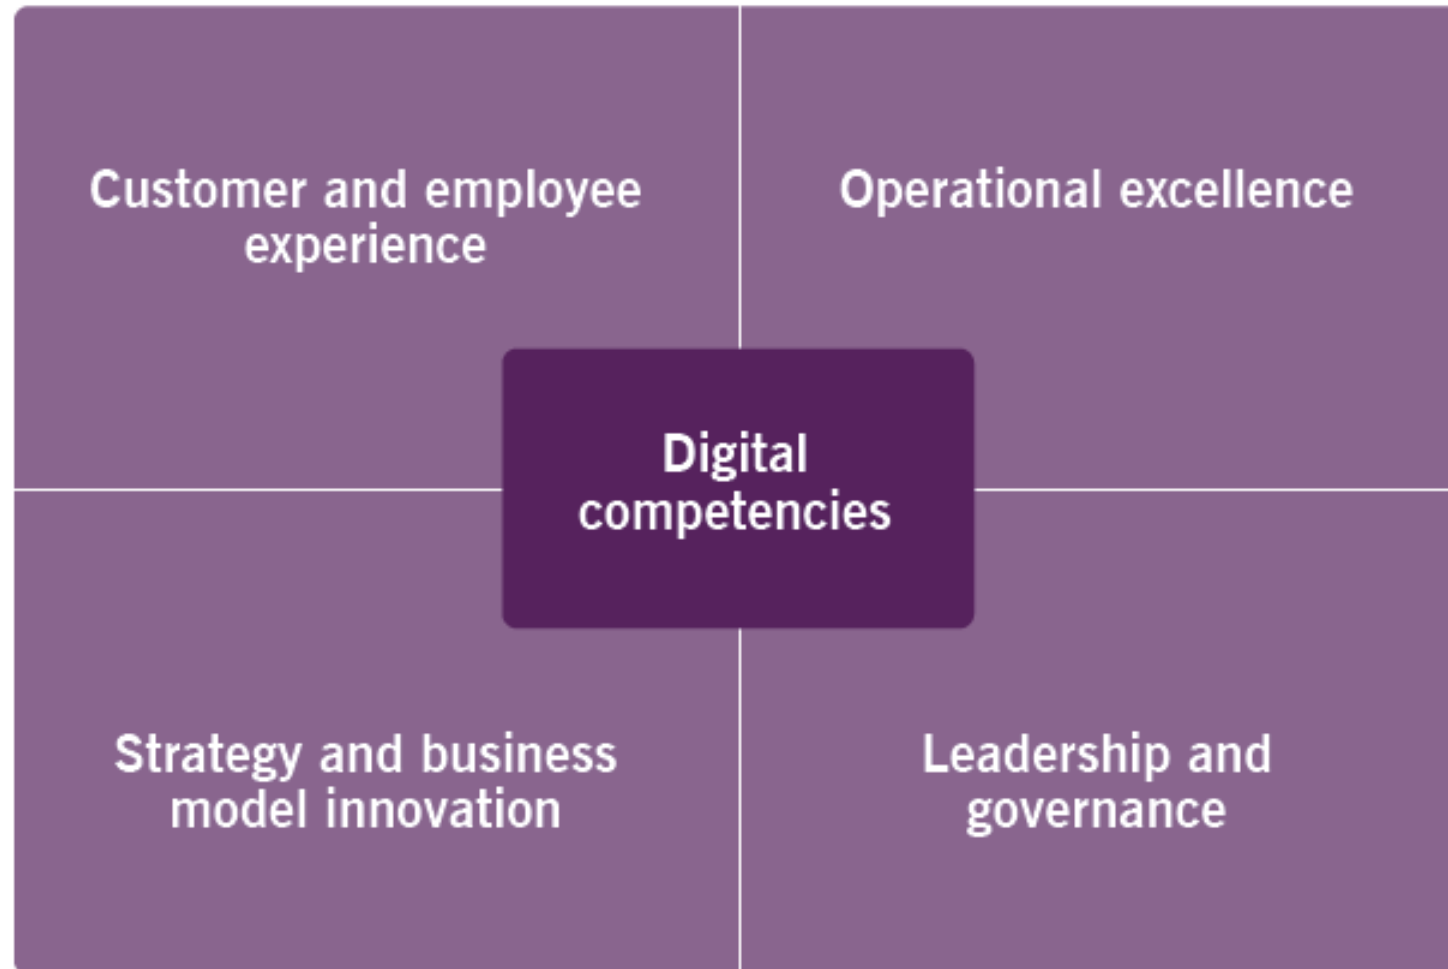 Customer and employee
experience
Operational excellence
Digital
competencies
Strategy and business
model innovation
Leadership and
governance